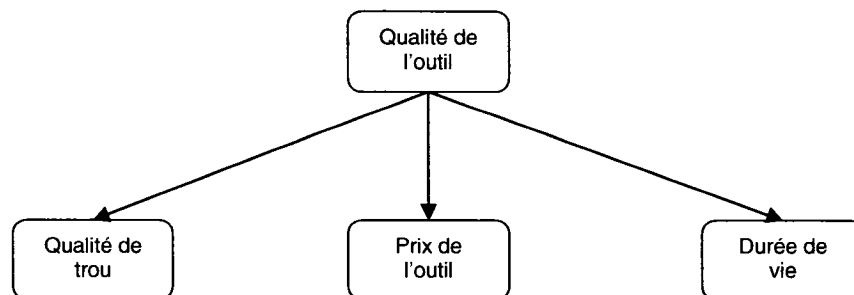 Qualité de
l'outil
Qualité de
trou
Prix de
l'outil
Durée de
vie